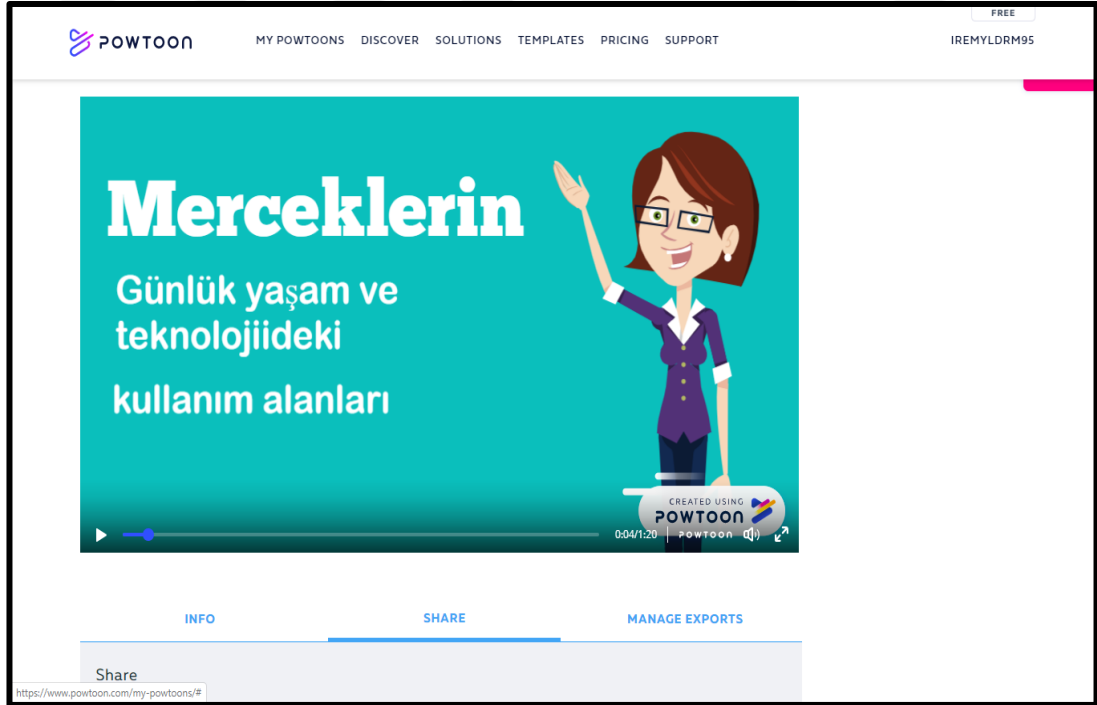 FREE
POWTOON MY POWTOONS DISCOVER SOLUTIONS TEMPLATES PRICING SUPPORT IREMYLDRM95
Merceklerin
Günlük yaşam ve
teknolojiideki
kullanım alanları
CREATED USING
POWTOON
0:04/1:20 POWTOON
INFO SHARE MANAGE EXPORTS
Share
https://www.powtoon.com/my-powtoons/#